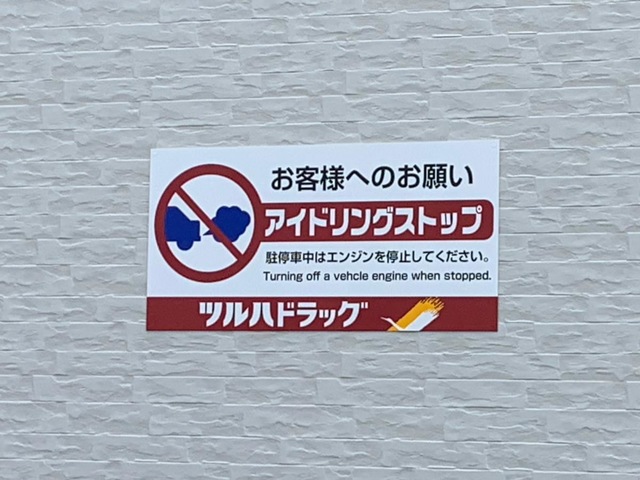 お客様へのお願い
アイドリングストップ
駐停車中はエンジンを停止してください。
Turning off a vehcle engine when stopped.
ツルハドラッグ